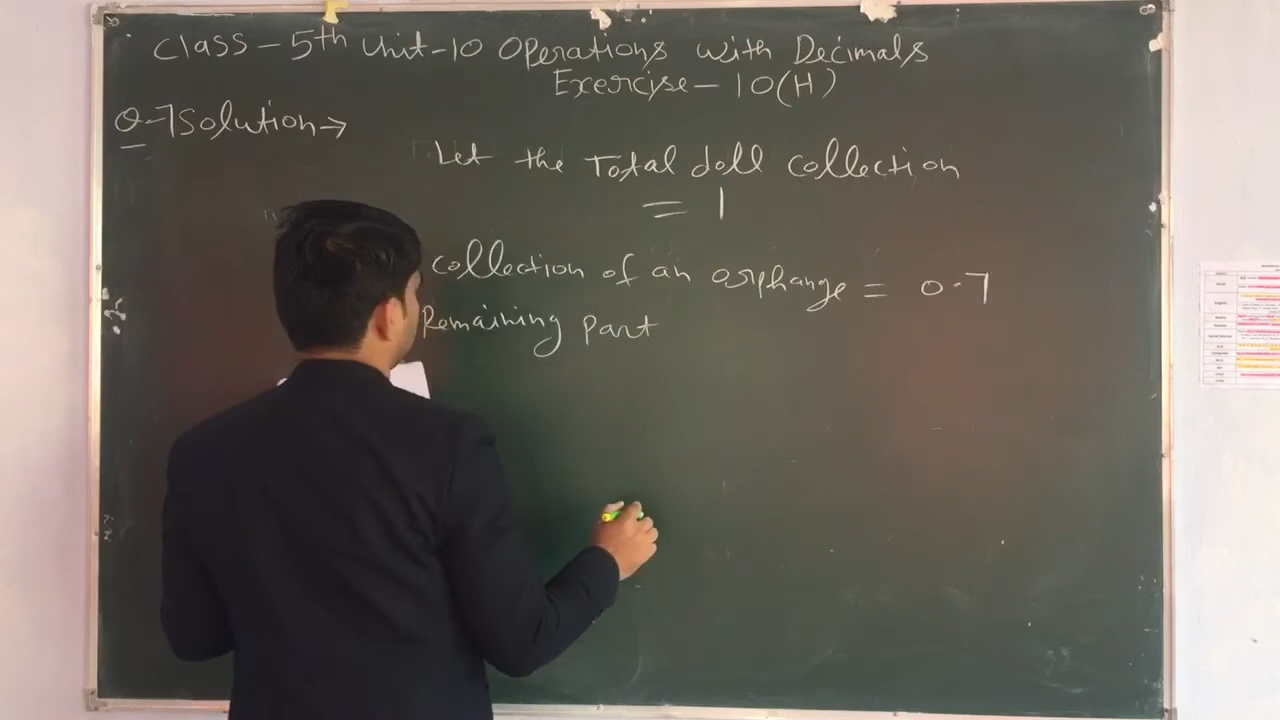 Class-5th Unit-10 Operations with Decimals
Exercise-10(H)
Q-7 Solution→
Let the Total doll collection
= 1
collection of an orphange = 0.7
Remaining part